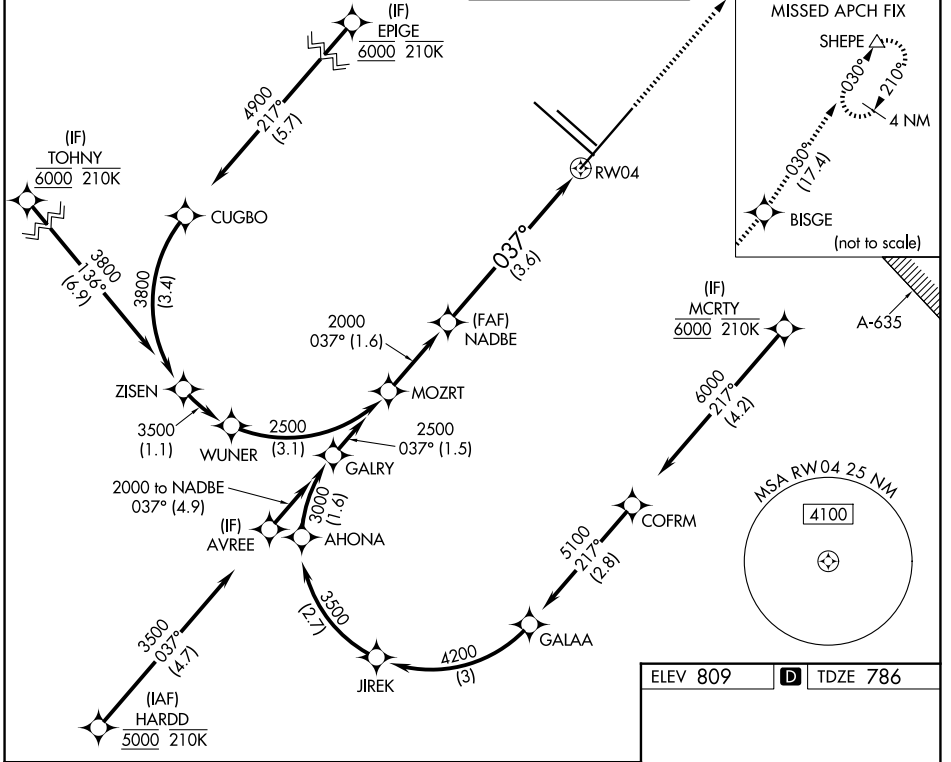 (IF)
EPIGE
6000 210K
4900
217°
(5.7)
(IF)
TOHNY
6000 210K
3800
136°
(6.9)
CUGBO
3800
(3.4)
ZISEN
3500
(1.1)
WUNER
2500
(3.1)
MOZRT
2000
037° (1.6)
(FAF)
NADBE
037°
(3.6)
RW04
2500
037° (1.5)
GALRY
2000 to NADBE
037° (4.9)
(IF)
AVREE
3000
(1.6)
AHONA
3500
037°
(4.7)
(IAF)
HARDD
5000 210K
3500
(2.7)
JIREK
4200
(3)
GALAA
5100
217°
(2.8)
COFRM
6000
217°
(4.2)
(IF)
MCRTY
6000 210K
A-635
MISSED APCH FIX
SHEPE
030°
210°
4 NM
030°
(17.4)
BISGE
(not to scale)
MSA RW04 25 NM
4100
ELEV 809 D TDZE 786